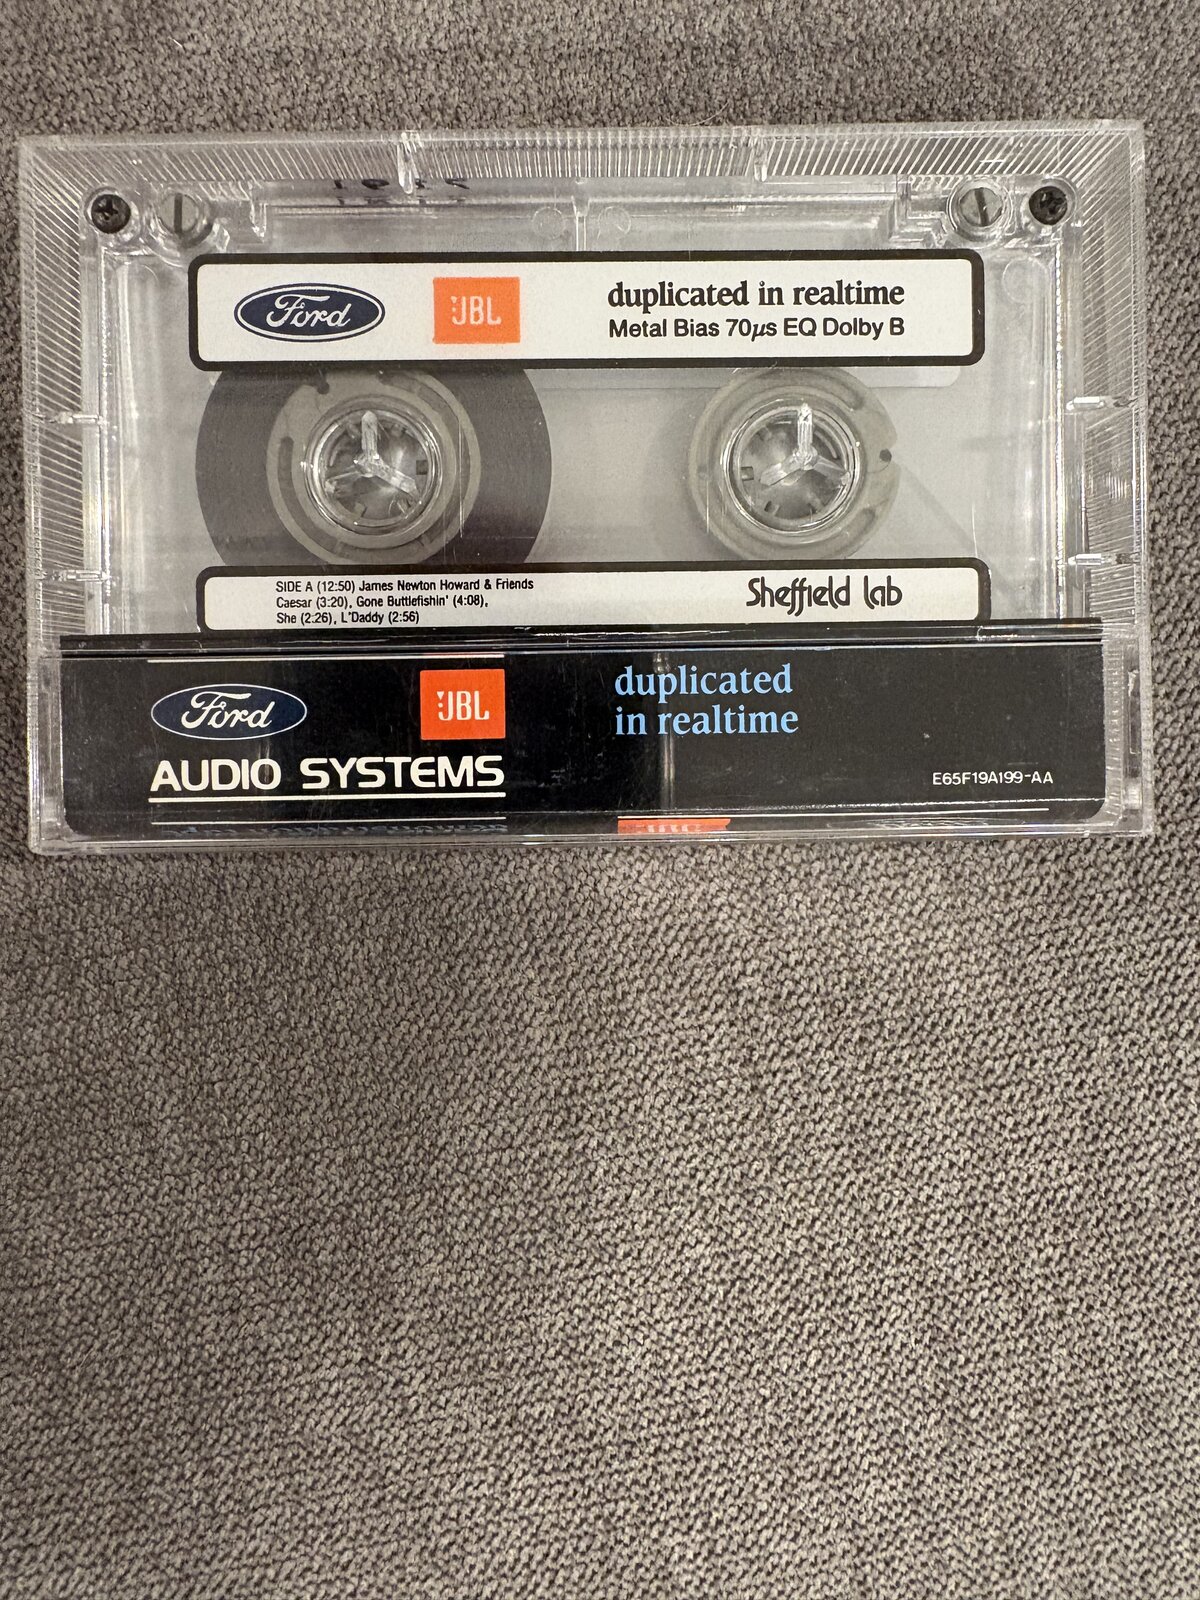 Ford JBL duplicated in realtime
Metal Bias 70µs EQ Dolby B
SIDE A (12:50) James Newton Howard & Friends
Caesar (3:20), Gone Buttlefishin' (4:08),
She (2:26), L'Daddy (2:56)
Sheffield Lab
Ford JBL
AUDIO SYSTEMS
duplicated
in realtime
E65F19A199-AA